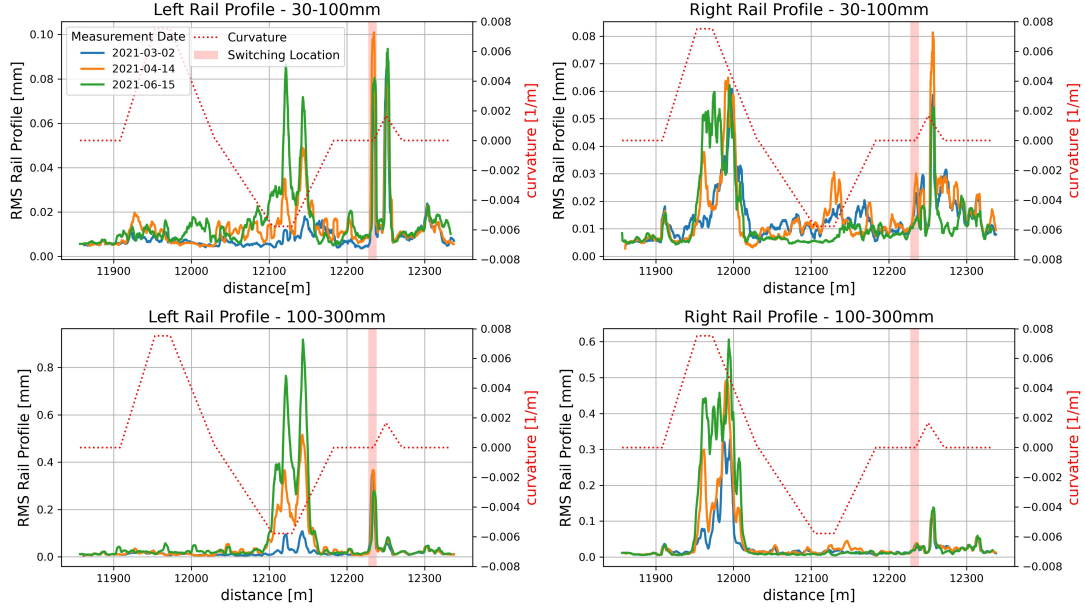 Left Rail Profile - 30-100mm
RMS Rail Profile [mm]
0.10
0.08
0.06
0.04
0.02
0.00
Measurement Date
2021-03-02
2021-04-14
2021-06-15
Curvature
Switching Location
0.008
0.006
0.004
0.002
0.000
−0.002
−0.004
−0.006
−0.008
curvature [1/m]
11900 12000 12100 12200 12300
distance[m]
Right Rail Profile - 30-100mm
RMS Rail Profile [mm]
0.08
0.07
0.06
0.05
0.04
0.03
0.02
0.01
0.00
0.008
0.006
0.004
0.002
0.000
−0.002
−0.004
−0.006
−0.008
curvature [1/m]
11900 12000 12100 12200 12300
distance [m]
Left Rail Profile - 100-300mm
RMS Rail Profile [mm]
0.8
0.6
0.4
0.2
0.0
0.008
0.006
0.004
0.002
0.000
−0.002
−0.004
−0.006
−0.008
curvature [1/m]
11900 12000 12100 12200 12300
distance [m]
Right Rail Profile - 100-300mm
RMS Rail Profile [mm]
0.6
0.5
0.4
0.3
0.2
0.1
0.0
0.008
0.006
0.004
0.002
0.000
−0.002
−0.004
−0.006
−0.008
curvature [1/m]
11900 12000 12100 12200 12300
distance [m]